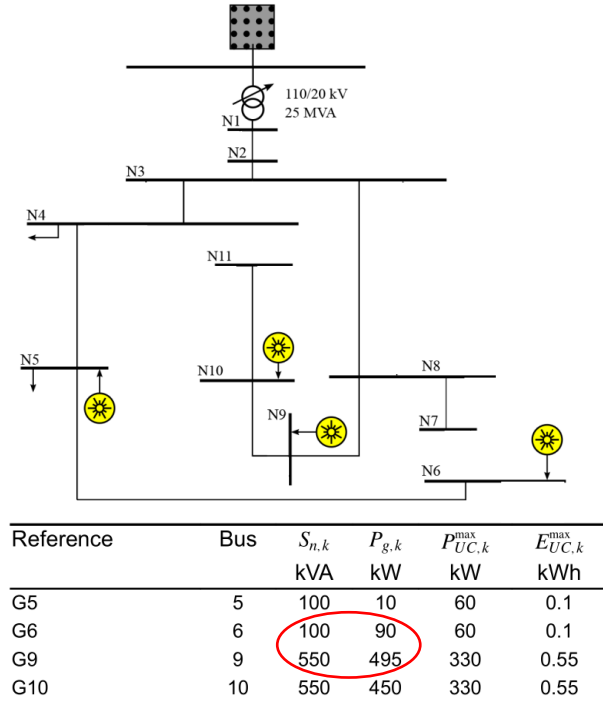 110/20 kV
25 MVA
N1
N2
N3
N4
N11
N5
N10
N8
N9
N7
N6
Reference Bus S_{n,k} P_{g,k} P_{UC,k}^{max} E_{UC,k}^{max}
kVA kW kW kWh
G5 5 100 10 60 0.1
G6 6 100 90 60 0.1
G9 9 550 495 330 0.55
G10 10 550 450 330 0.55